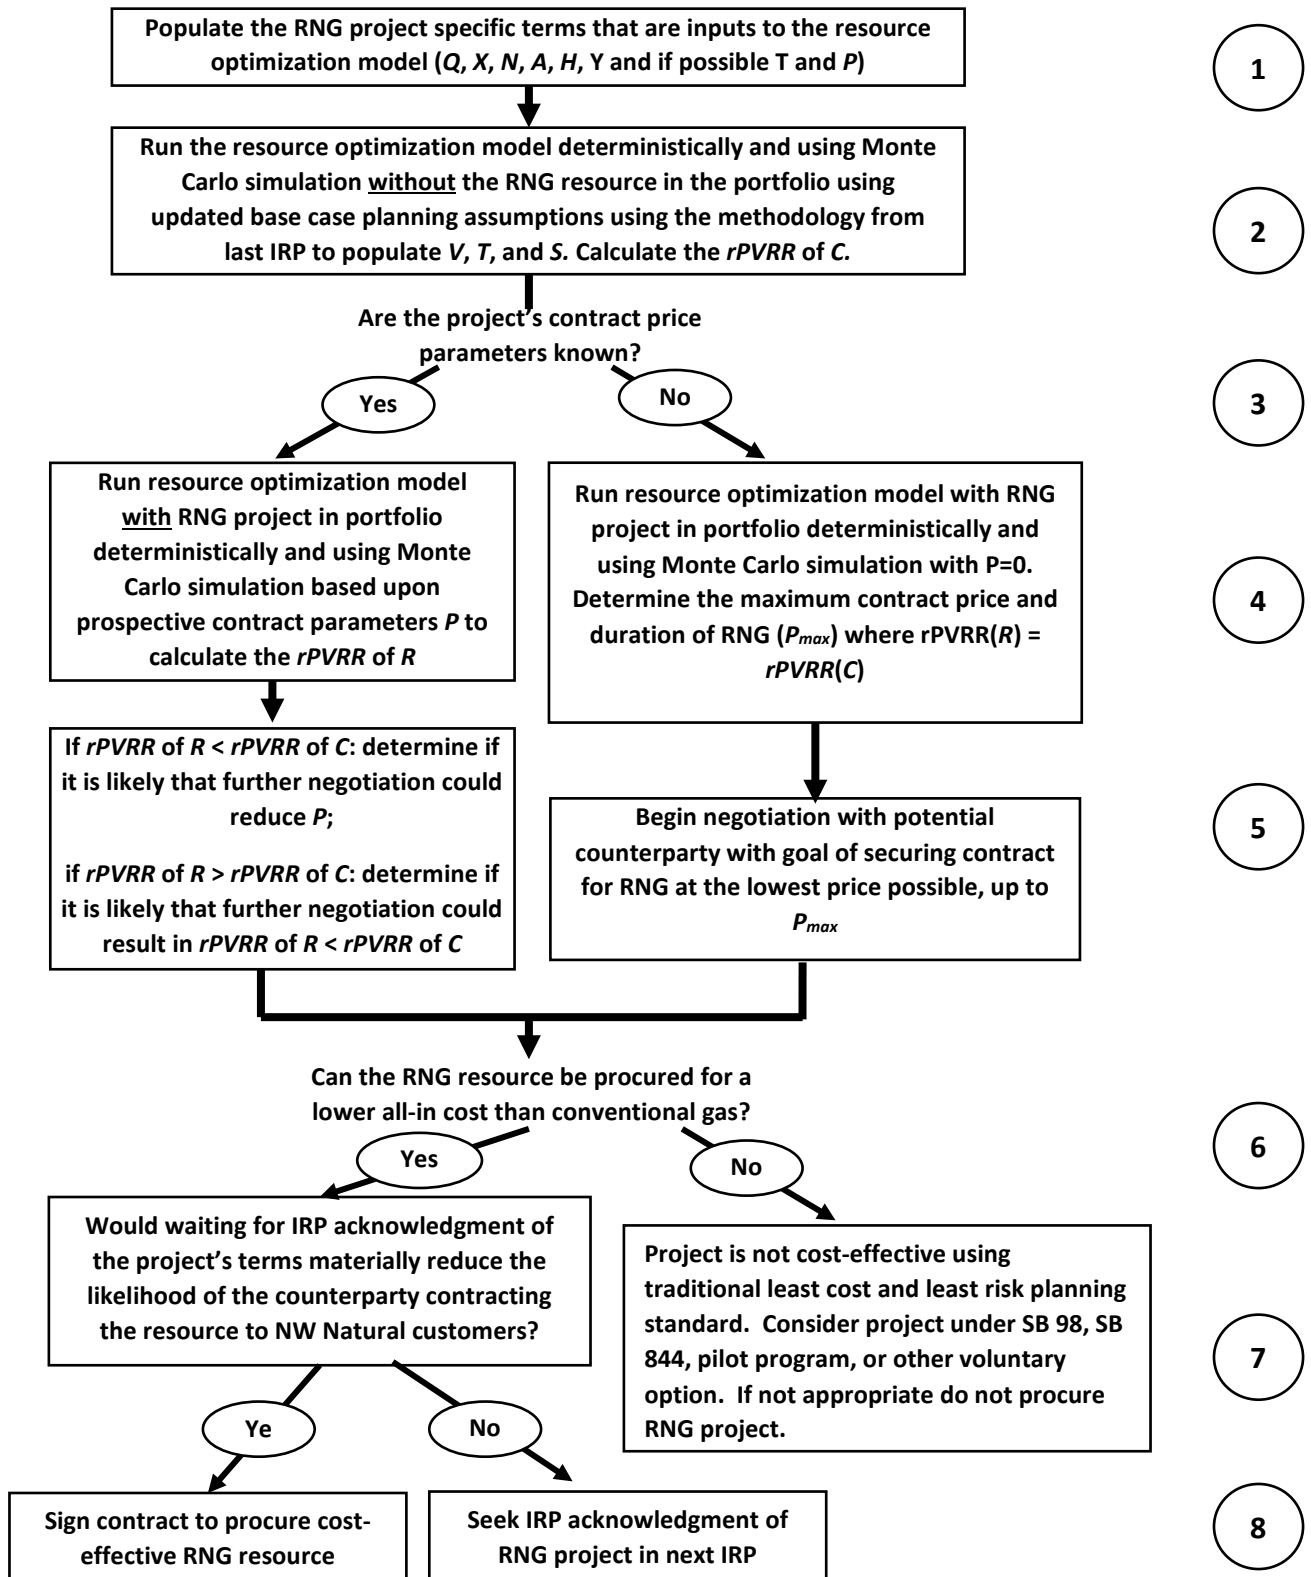 Populate the RNG project specific terms that are inputs to the resource
optimization model (Q, X, N, A, H, Y and if possible T and P)
1
Run the resource optimization model deterministically and using Monte
Carlo simulation without the RNG resource in the portfolio using
updated base case planning assumptions using the methodology from
last IRP to populate V, T, and S. Calculate the rPVRR of C.
2
Are the project's contract price
parameters known?
Yes
No
3
Run resource optimization model
with RNG project in portfolio
deterministically and using Monte
Carlo simulation based upon
prospective contract parameters P to
calculate the rPVRR of R
Run resource optimization model with RNG
project in portfolio deterministically and
using Monte Carlo simulation with P=0.
Determine the maximum contract price and
duration of RNG (Pmax) where rPVRR(R) =
rPVRR(C)
4
If rPVRR of R < rPVRR of C: determine if
it is likely that further negotiation could
reduce P;
if rPVRR of R > rPVRR of C: determine if
it is likely that further negotiation could
result in rPVRR of R < rPVRR of C
Begin negotiation with potential
counterparty with goal of securing contract
for RNG at the lowest price possible, up to
Pmax
5
Can the RNG resource be procured for a
lower all-in cost than conventional gas?
Yes
No
6
Would waiting for IRP acknowledgment of
the project's terms materially reduce the
likelihood of the counterparty contracting
the resource to NW Natural customers?
Project is not cost-effective using
traditional least cost and least risk planning
standard. Consider project under SB 98, SB
844, pilot program, or other voluntary
option. If not appropriate do not procure
RNG project.
7
Ye
No
Sign contract to procure cost-
effective RNG resource
Seek IRP acknowledgment of
RNG project in next IRP
8